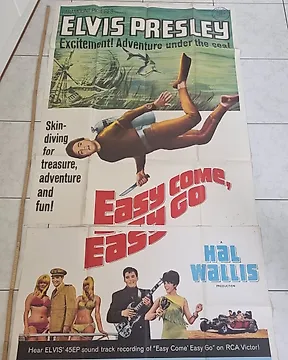 ELVIS PRESLEY
Excitement! Adventure under the sea!
Skin-
diving
for
treasure,
adventure
and
fun!
Easy COME,
Easy GO
A
HAL
WALLIS
PRODUCTION
Hear ELVIS' 45EP sound track recording of "Easy Come Easy Go" on RCA Victor!